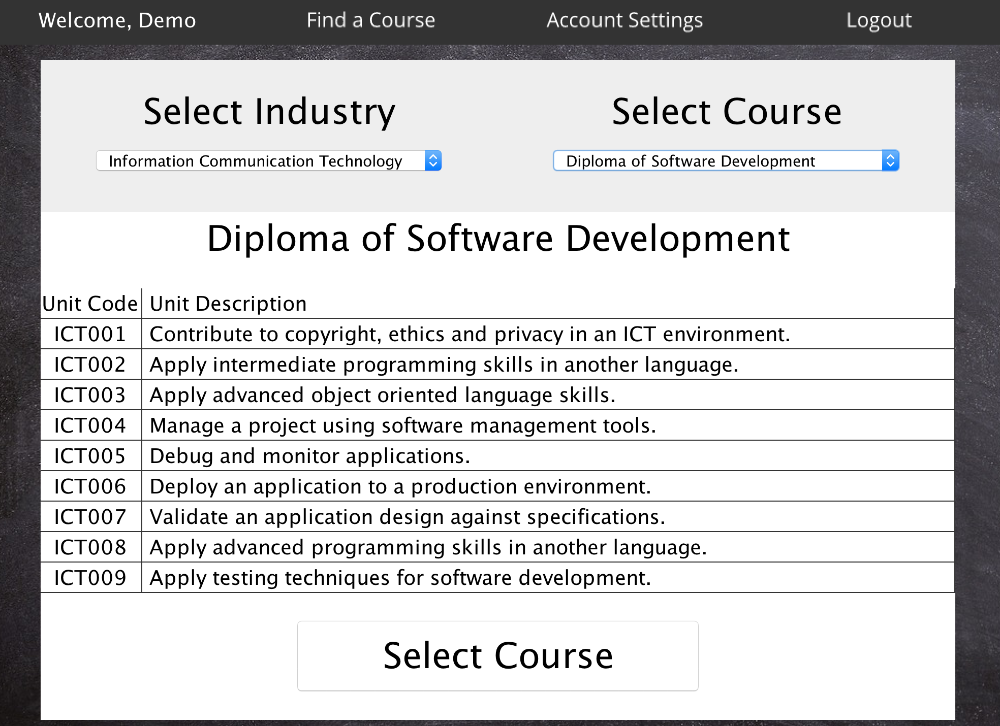 Welcome, Demo Find a Course Account Settings Logout
Select Industry Select Course
Information Communication Technology Diploma of Software Development
Diploma of Software Development
Unit Code Unit Description
ICT001 Contribute to copyright, ethics and privacy in an ICT environment.
ICT002 Apply intermediate programming skills in another language.
ICT003 Apply advanced object oriented language skills.
ICT004 Manage a project using software management tools.
ICT005 Debug and monitor applications.
ICT006 Deploy an application to a production environment.
ICT007 Validate an application design against specifications.
ICT008 Apply advanced programming skills in another language.
ICT009 Apply testing techniques for software development.
Select Course